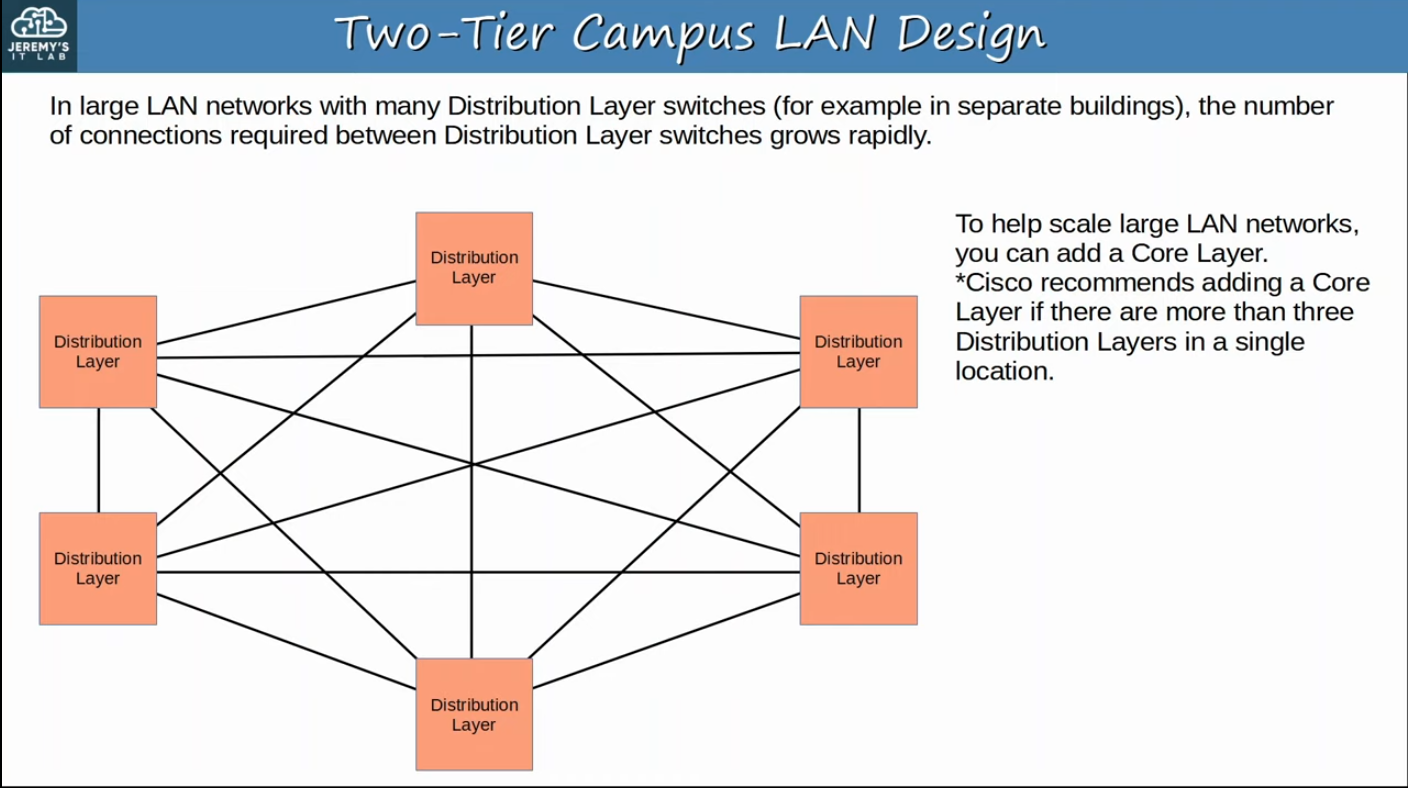 JEREMY'S
IT LAB
Two-Tier Campus LAN Design
In large LAN networks with many Distribution Layer switches (for example in separate buildings), the number
of connections required between Distribution Layer switches grows rapidly.
Distribution
Layer
Distribution
Layer
Distribution
Layer
Distribution
Layer
Distribution
Layer
Distribution
Layer
To help scale large LAN networks,
you can add a Core Layer.
*Cisco recommends adding a Core
Layer if there are more than three
Distribution Layers in a single
location.